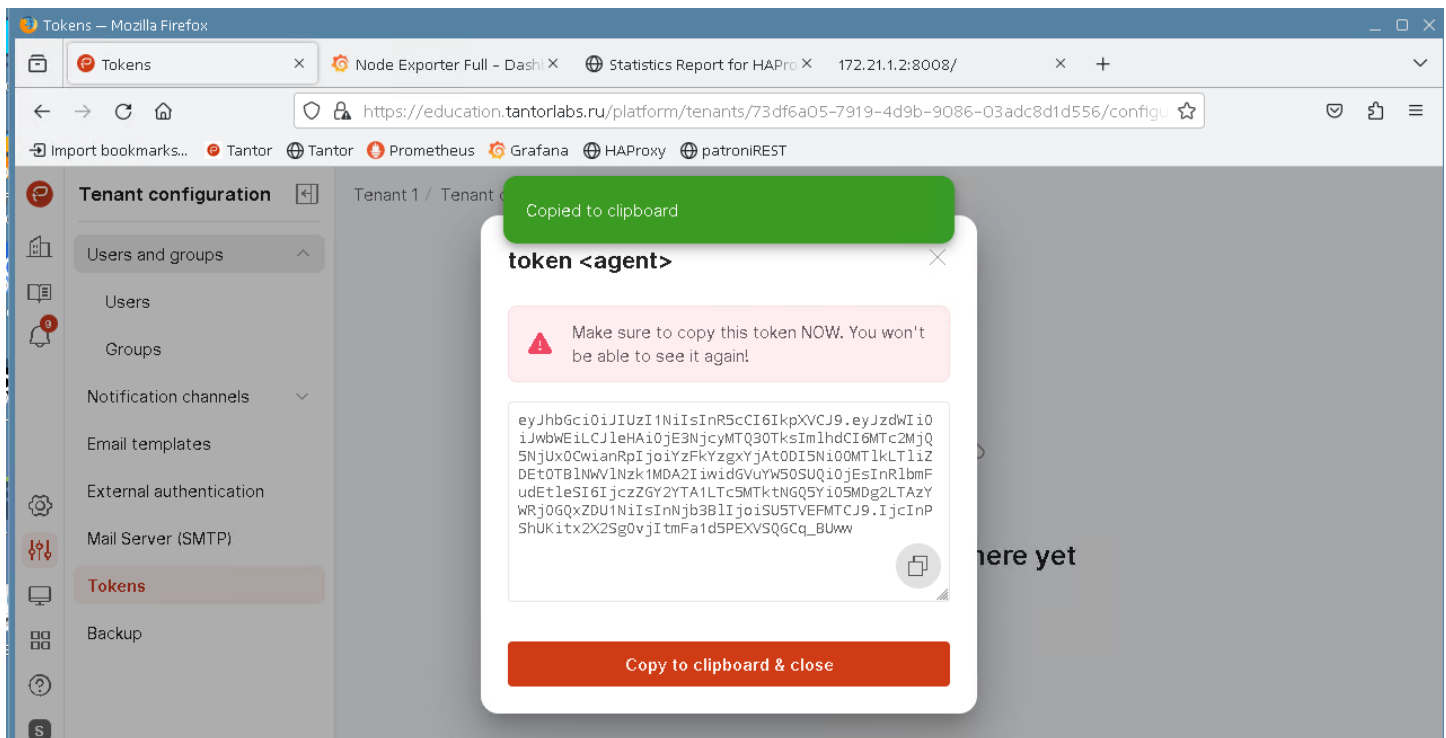 Tokens — Mozilla Firefox
Tokens
Node Exporter Full – Dash
Statistics Report for HAPro
172.21.1.2:8008/
https://education.tantorlabs.ru/platform/tenants/73df6a05-7919-4d9b-9086-03adc8d1d556/configu
Import bookmarks...
Tantor
Tantor
Prometheus
Grafana
HAProxy
patroniREST
Tenant configuration
Tenant 1 / Tenant
Copied to clipboard
Users and groups
token <agent>
Users
9
Make sure to copy this token NOW. You won't
be able to see it again!
Groups
Notification channels
eyJhbGciOiJIUzI1NiIsInR5cCI6IkpXVCJ9.eyJzdWIiO
iJwbWEiLCJleHAiOjE3NjcyMTQ3OTksImlhdCI6MTc2MjQ
5NjUxOCwianRpIjoiYzFkYzgxYjAtODI5Ni00MTlkLTliZ
DEtOTBlNWVlNzk1MDA2IiwidGVuYW50SUQiOjEsInRlbmF
udEtleSI6IjczZGY2YTA1LTc5MTktNGQ5Yi05MDg2LTAzY
WRjOGQxZDU1NiIsInNjb3BlIjoiSU5TVEFMTCJ9.IjcInP
ShUKitx2X2Sg0vjItmFa1d5PEXVSQGCq_BUww
Email templates
External authentication
Mail Server (SMTP)
here yet
Tokens
Backup
Copy to clipboard & close
S